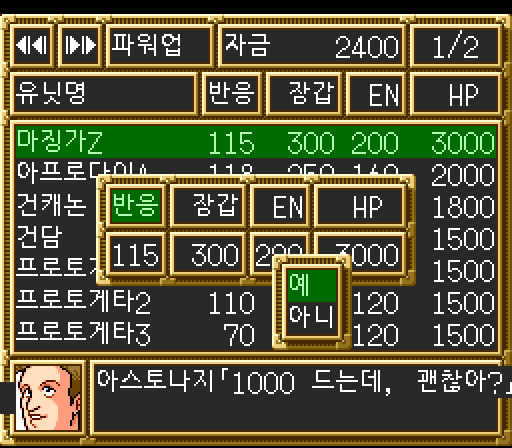 파워업 자금 2400 1/2
유닛명 반응 잠갑 EN HP
마징가Z 115 300 200 3000
2000
건캐논 1800
건담 1500
1500
프로토게타2 110 120 1500
프로토게타3 70 120 1500
반응 잠갑 EN HP
115 300 200 3000
예
아니
아스토나지「1000 드는데, 괜찮아?」